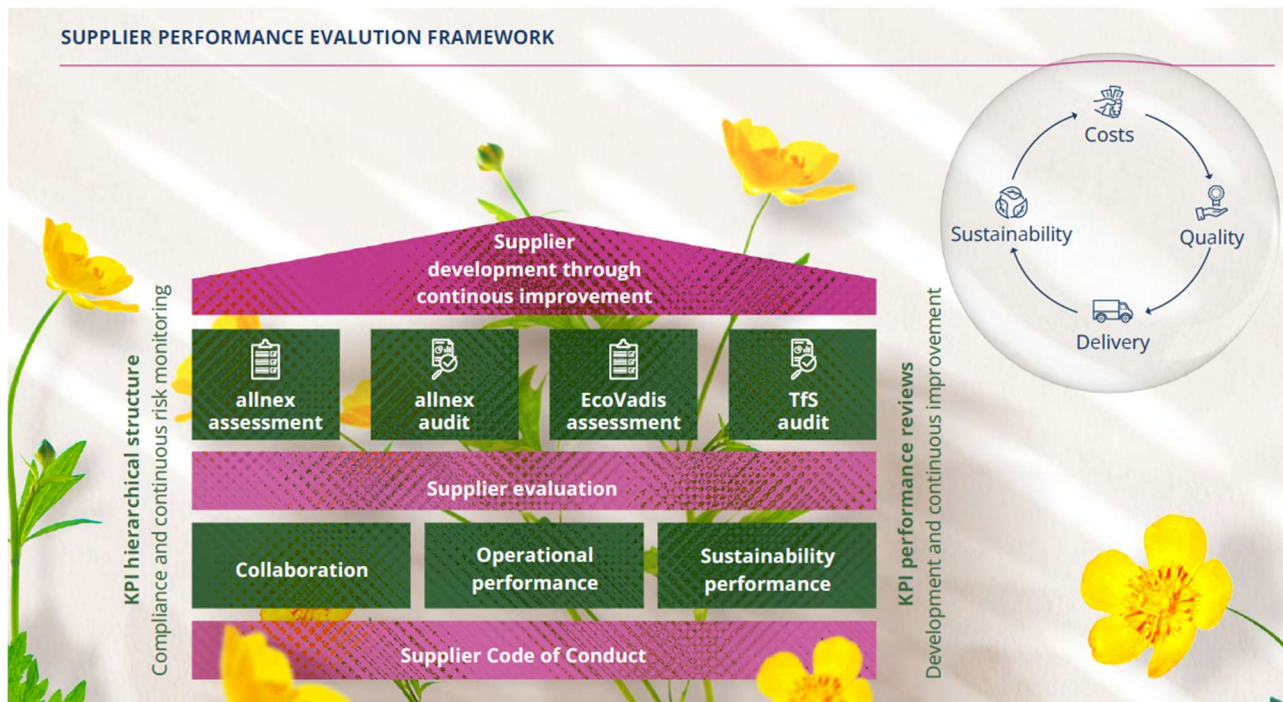 SUPPLIER PERFORMANCE EVALUTION FRAMEWORK
Costs
Quality
Delivery
Sustainability
Supplier
development through
continous improvement
allnex
assessment
allnex
audit
EcoVadis
assessment
TfS
audit
Supplier evaluation
Collaboration
Operational
performance
Sustainability
performance
Supplier Code of Conduct
KPI hierarchical structure
Compliance and continuous risk monitoring
KPI performance reviews
Development and continuous improvement